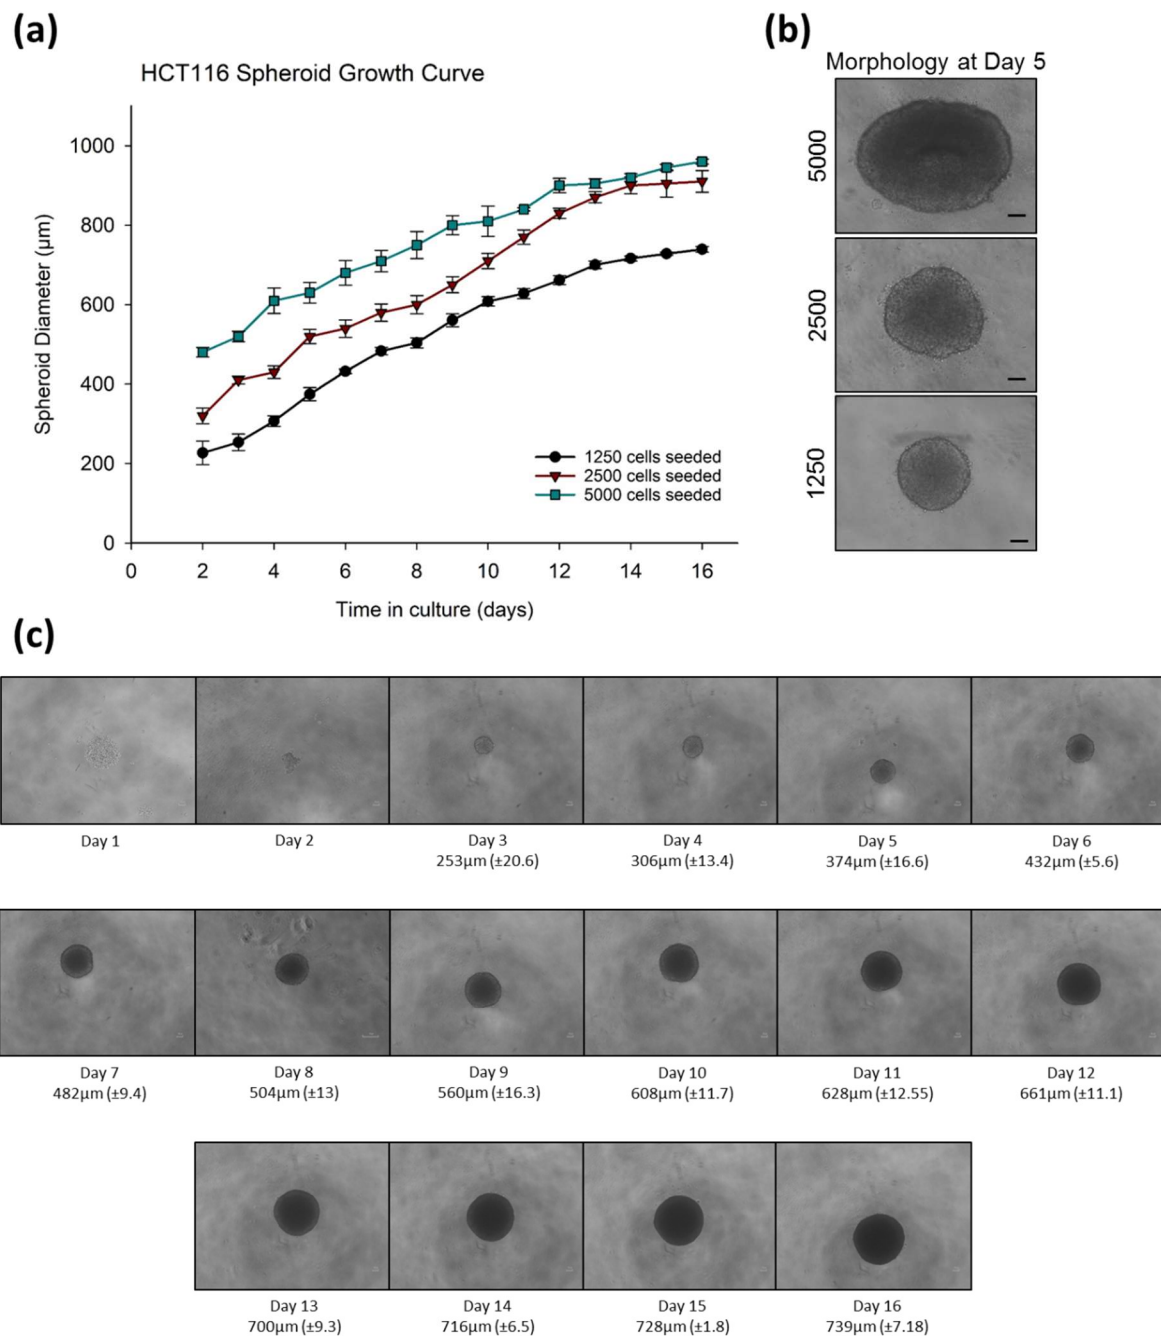 (a)
HCT116 Spheroid Growth Curve
Spheroid Diameter (μm)
1000
800
600
400
200
0
0 2 4 6 8 10 12 14 16
Time in culture (days)
1250 cells seeded
2500 cells seeded
5000 cells seeded
(b)
Morphology at Day 5
5000
2500
1250
(c)
Day 1 Day 2 Day 3 Day 4 Day 5 Day 6
253μm (±20.6) 306μm (±13.4) 374μm (±16.6) 432μm (±5.6)
Day 7 Day 8 Day 9 Day 10 Day 11 Day 12
482μm (±9.4) 504μm (±13) 560μm (±16.3) 608μm (±11.7) 628μm (±12.55) 661μm (±11.1)
Day 13 Day 14 Day 15 Day 16
700μm (±9.3) 716μm (±6.5) 728μm (±1.8) 739μm (±7.18)